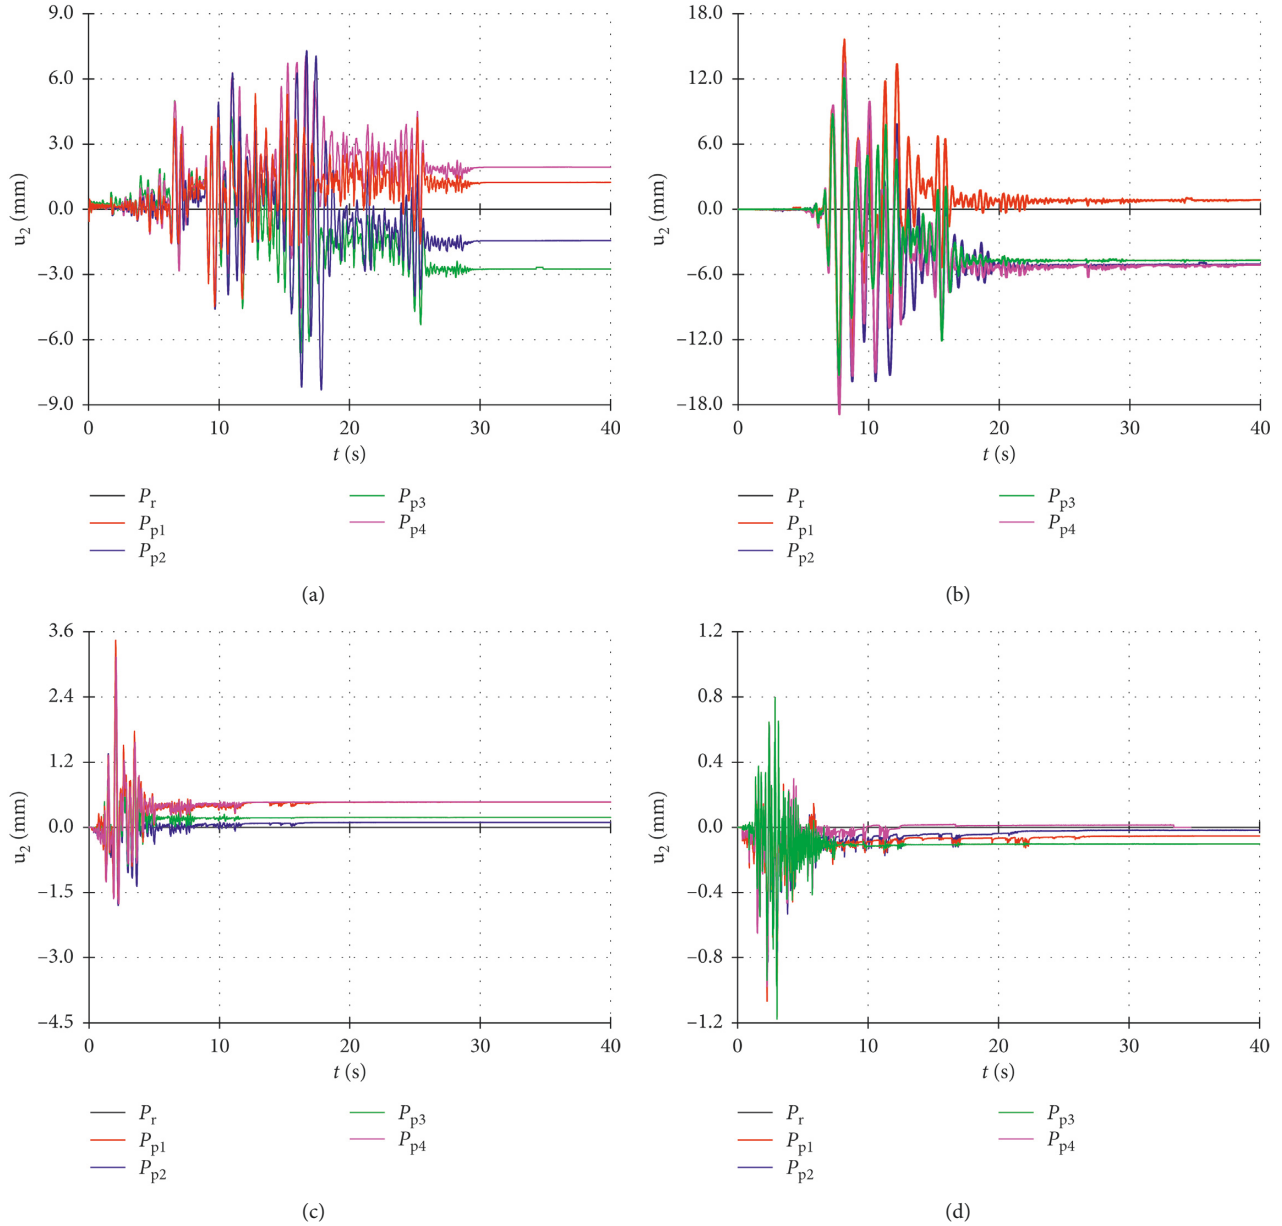 9.0
6.0
3.0
0.0
–3.0
–6.0
–9.0
u2 (mm)
0 10 20 30 40
t (s)
Pr
Pp1
Pp2
Pp3
Pp4
(a)
18.0
12.0
6.0
0.0
–6.0
–12.0
–18.0
u2 (mm)
0 10 20 30 40
t (s)
Pr
Pp1
Pp2
Pp3
Pp4
(b)
3.6
2.4
1.2
0.0
–1.5
–3.0
–4.5
u2 (mm)
0 10 20 30 40
t (s)
Pr
Pp1
Pp2
Pp3
Pp4
(c)
1.2
0.8
0.4
0.0
–0.4
–0.8
–1.2
u2 (mm)
0 10 20 30 40
t (s)
Pr
Pp1
Pp2
Pp3
Pp4
(d)